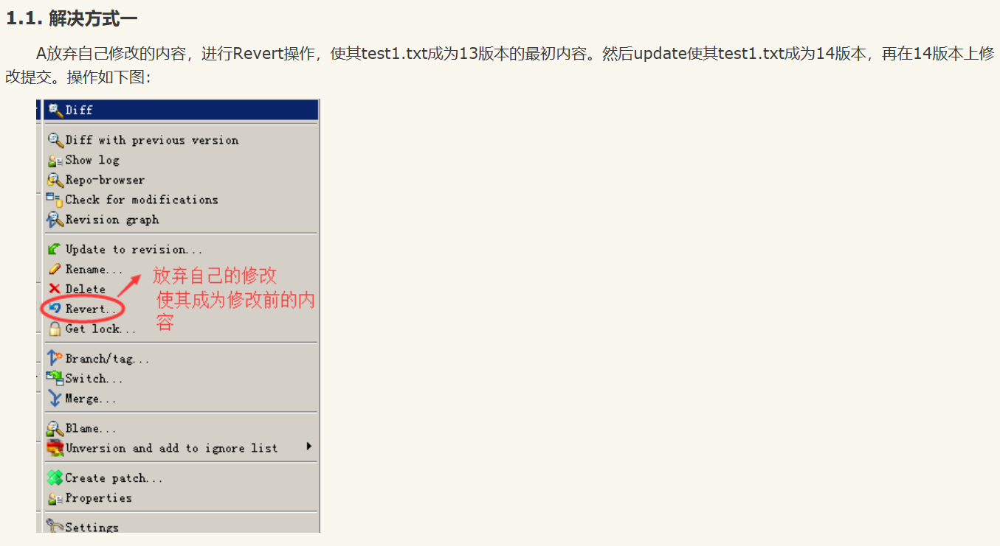 1.1. 解决方式一
A放弃自己修改的内容，进行Revert操作，使其test1.txt成为13版本的最初内容。然后update使其test1.txt成为14版本，再在14版本上修
改提交。操作如下图：
Diff
Diff with previous version
Show log
Repo-browser
Check for modifications
Revision graph
Update to revision...
Rename...
放弃自己的修改
Delete
使其成为修改前的内
Revert..
容
Get lock...
Branch/tag...
Switch...
Merge...
Blame...
Unversion and add to ignore list
Create patch...
Properties
Settings